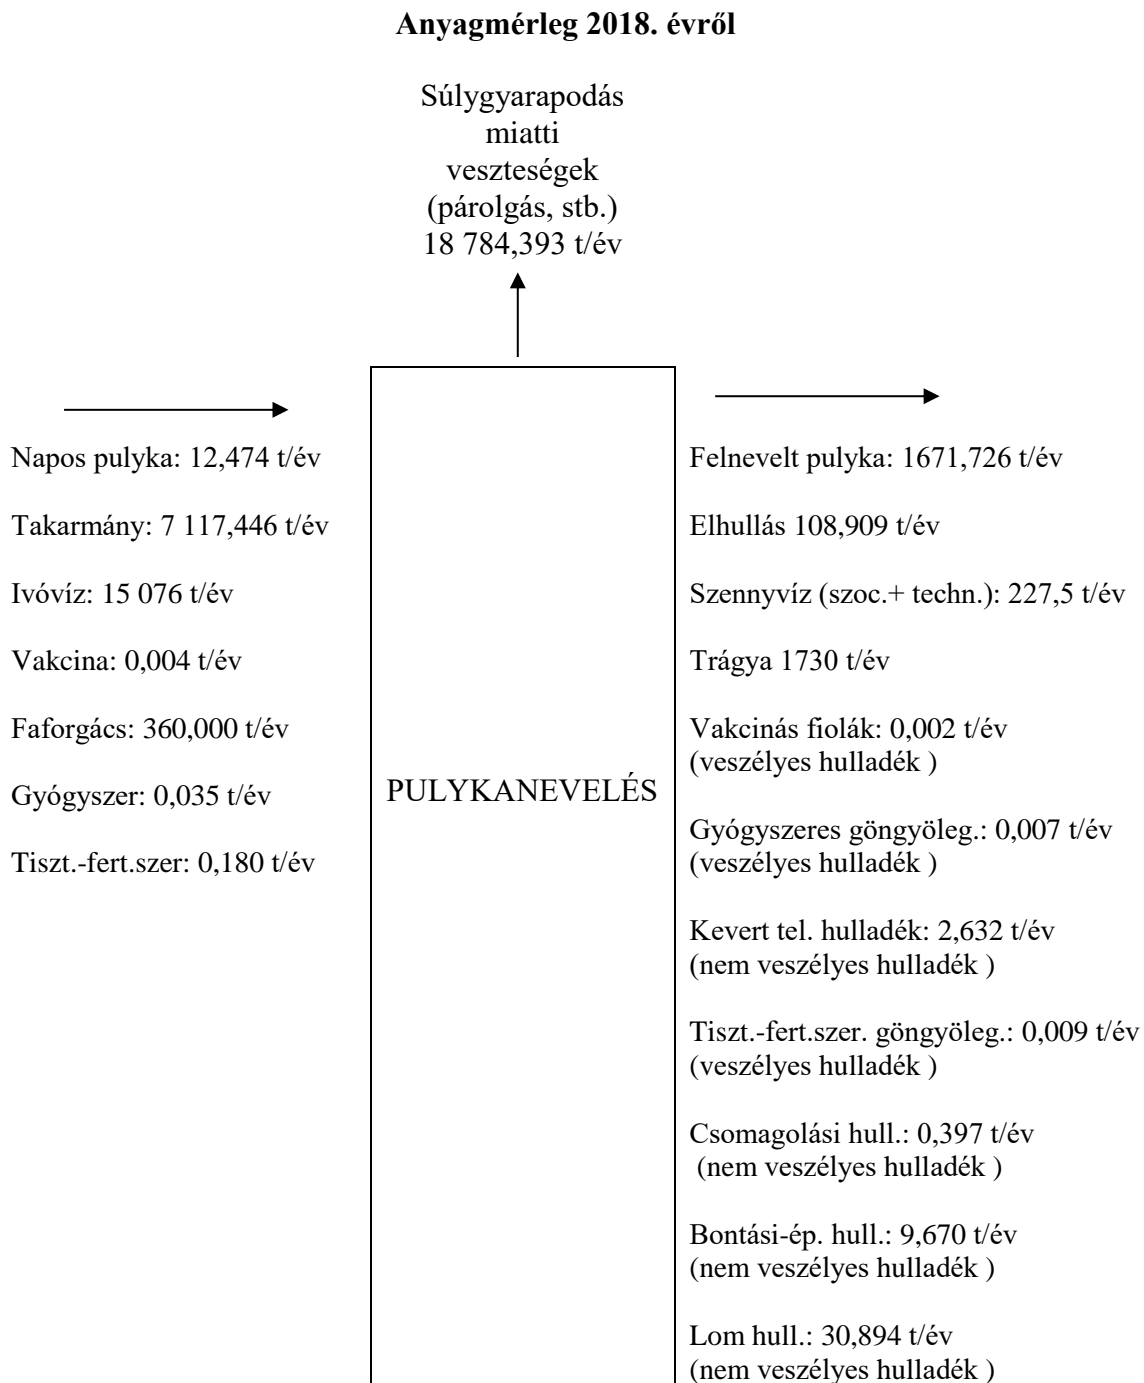 Anyagmérleg 2018. évről
Súlygyarapodás
miatti
veszteségek
(párolgás, stb.)
18 784,393 t/év
Napos pulyka: 12,474 t/év
Takarmány: 7 117,446 t/év
Ivóvíz: 15 076 t/év
Vakcina: 0,004 t/év
Faforgács: 360,000 t/év
Gyógyszer: 0,035 t/év
Tiszt.-fert.szer: 0,180 t/év
PULYKANEVELÉS
Felnevelt pulyka: 1671,726 t/év
Elhullás 108,909 t/év
Szennyvíz (szoc.+ techn.): 227,5 t/év
Trágya 1730 t/év
Vakcinás fiolák: 0,002 t/év
(veszélyes hulladék )
Gyógyszeres göngyöleg.: 0,007 t/év
(veszélyes hulladék )
Kevert tel. hulladék: 2,632 t/év
(nem veszélyes hulladék )
Tiszt.-fert.szer. göngyöleg.: 0,009 t/év
(veszélyes hulladék )
Csomagolási hull.: 0,397 t/év
(nem veszélyes hulladék )
Bontási-ép. hull.: 9,670 t/év
(nem veszélyes hulladék )
Lom hull.: 30,894 t/év
(nem veszélyes hulladék )